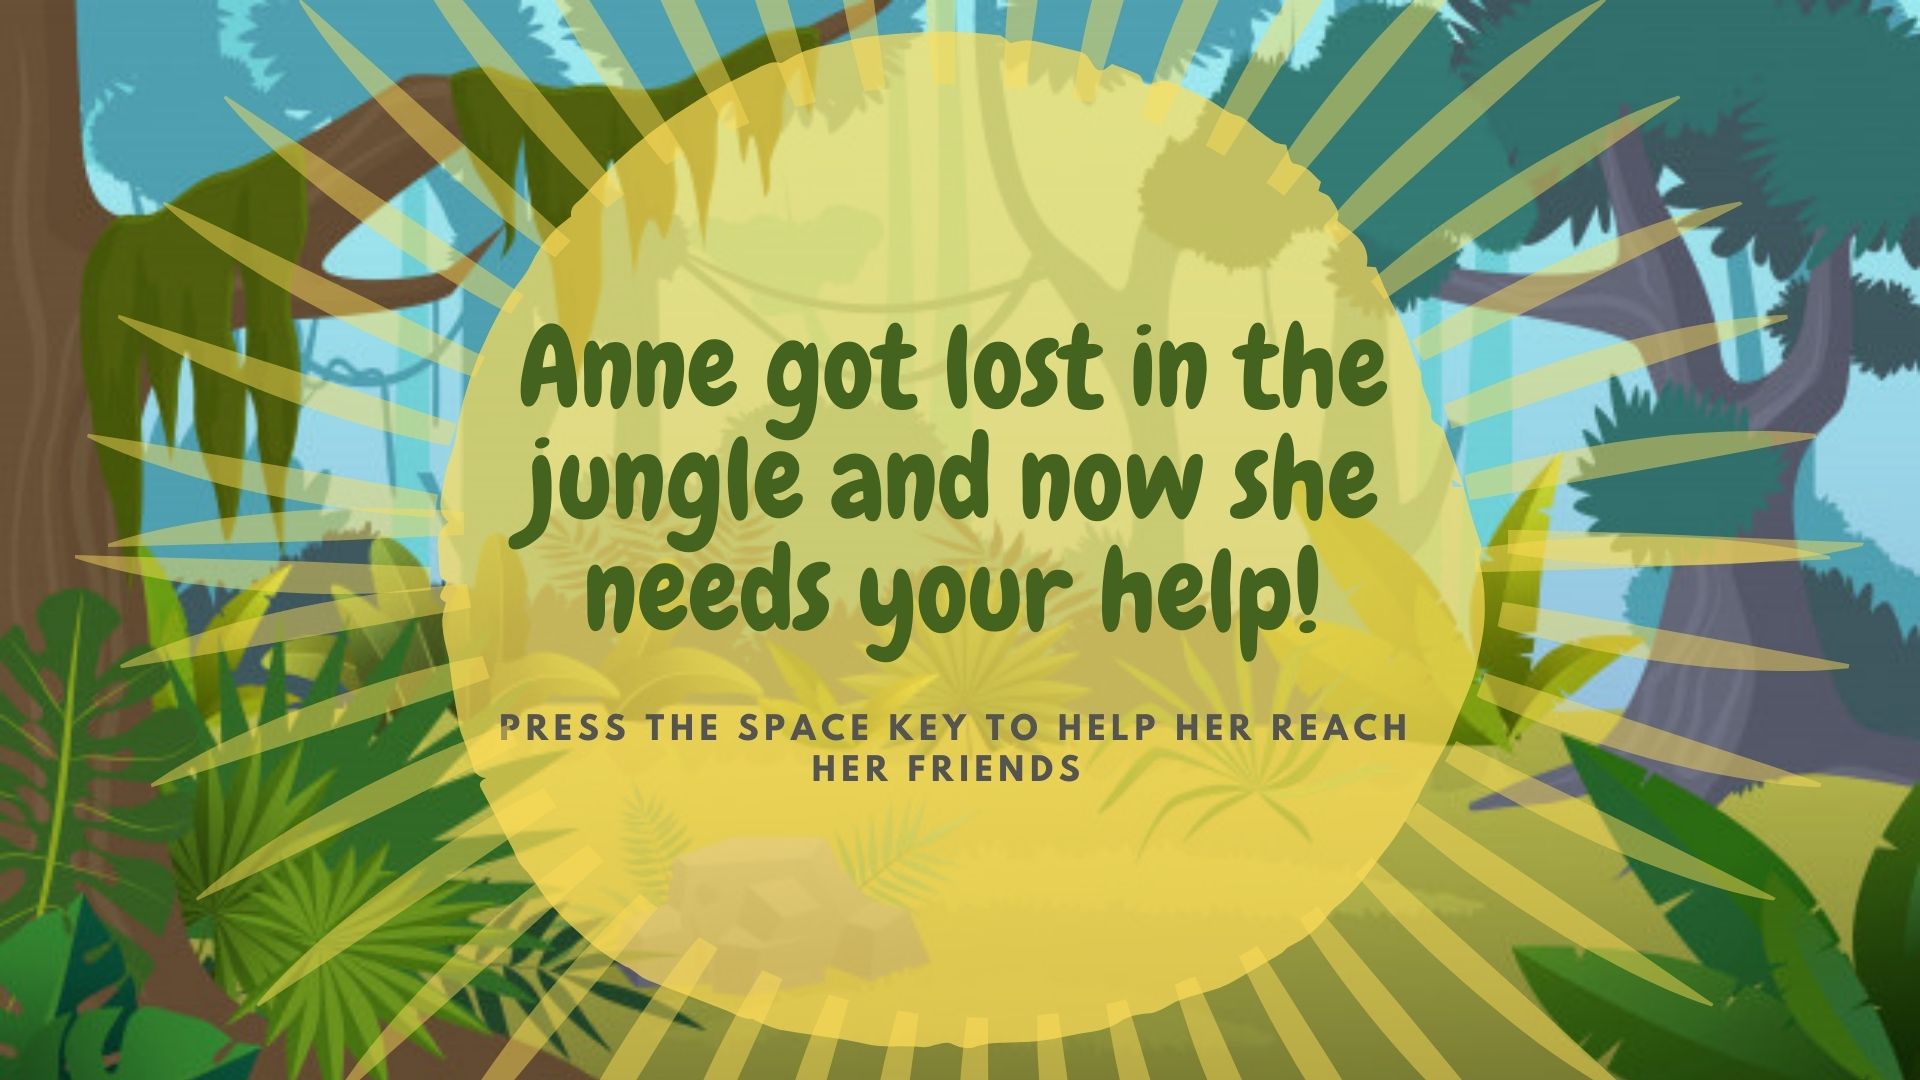 Anne got lost in the
jungle and now she
needs your help!
PRESS THE SPACE KEY TO HELP HER REACH
HER FRIENDS